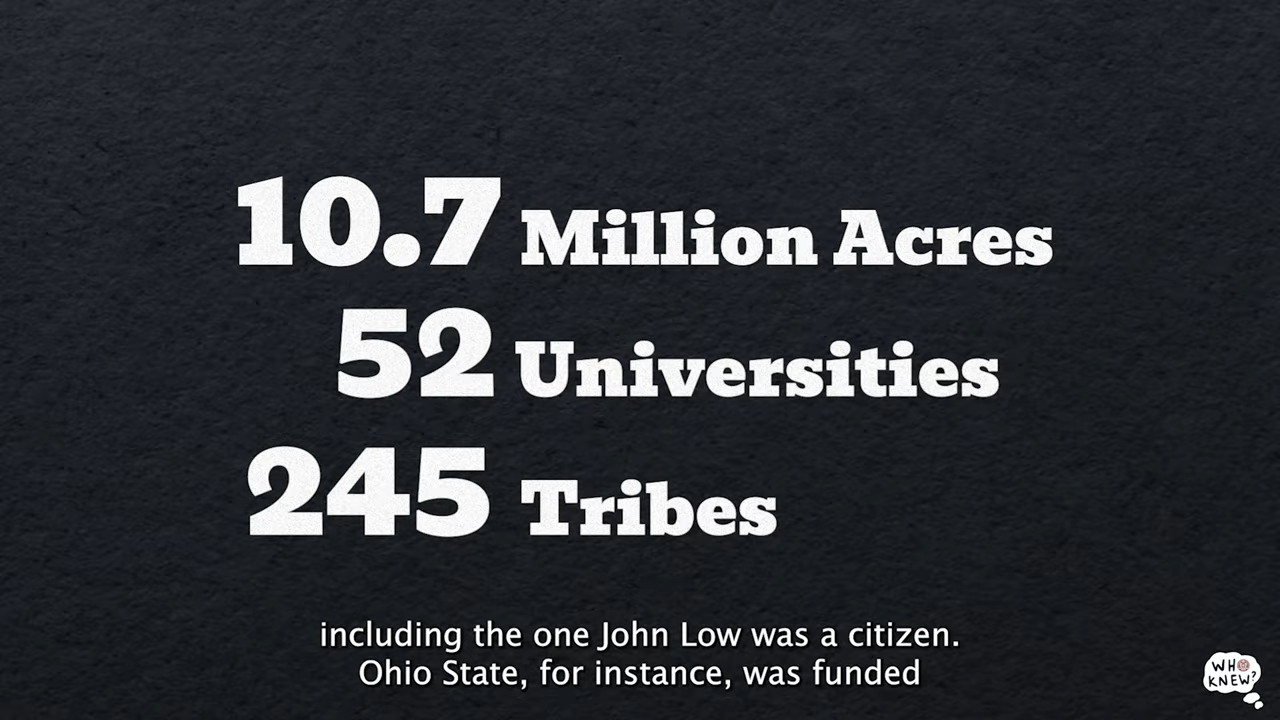 10.7 Million Acres
52 Universities
245 Tribes
including the one John Low was a citizen.
Ohio State, for instance, was funded
WHO
KNEW?